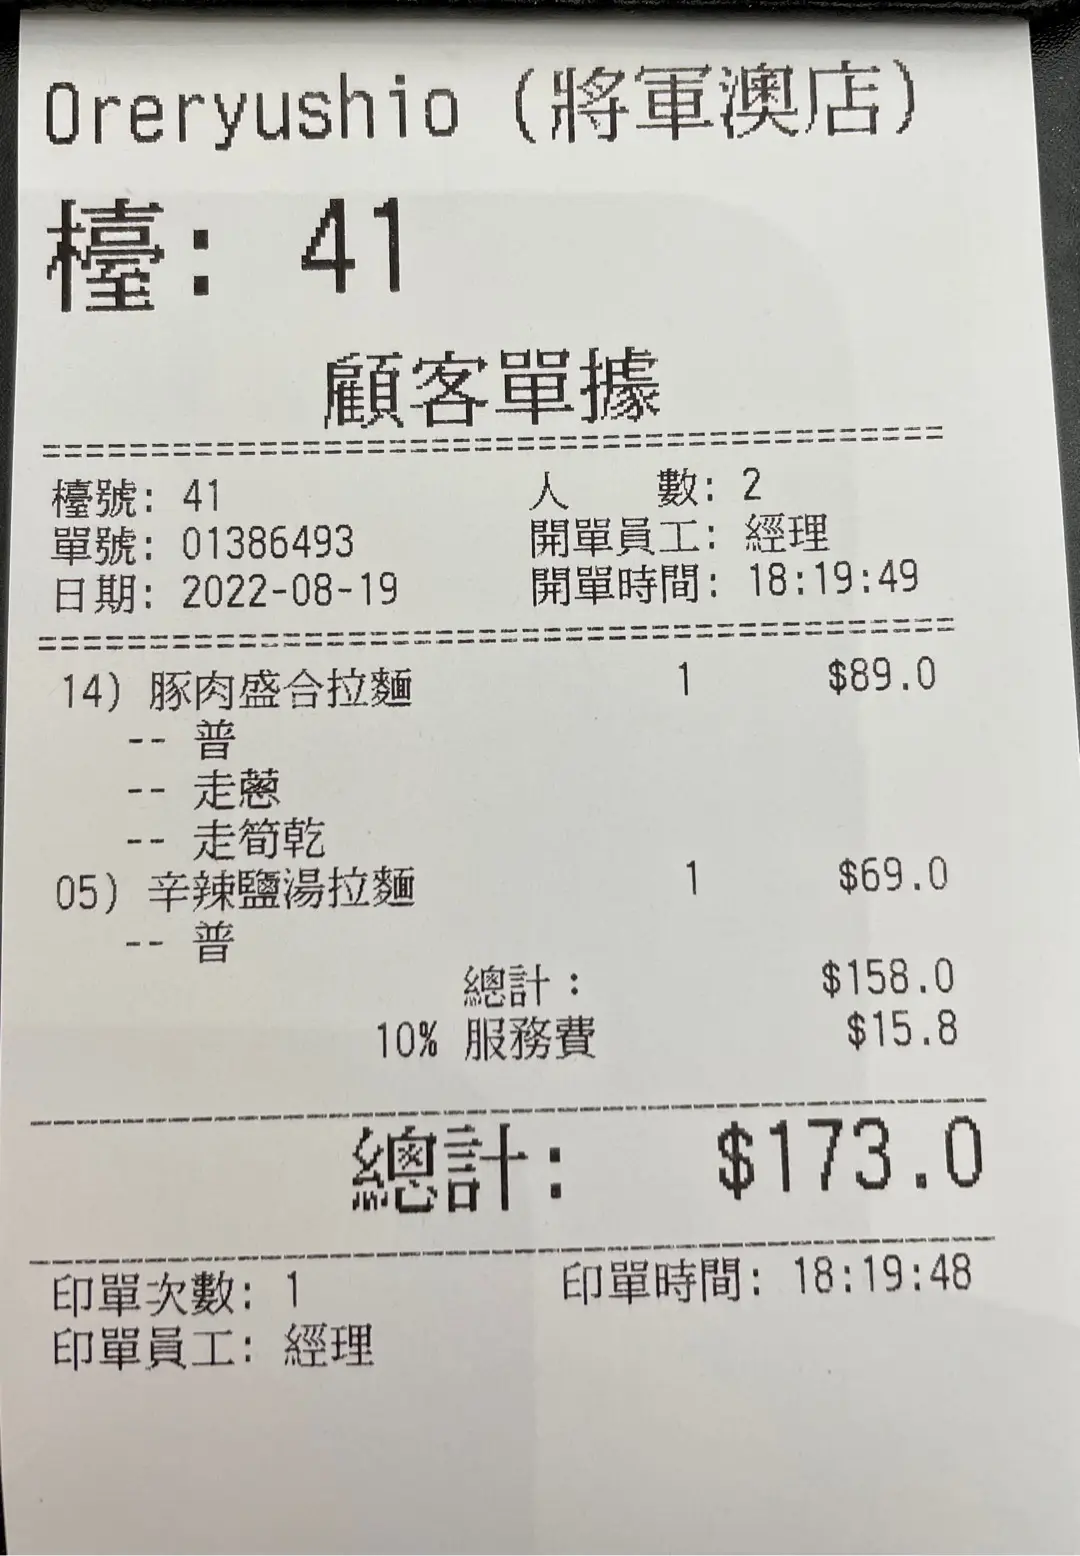 Oreryushio (將軍澳店)
檯: 41
顧客單據
==========================================
檯號: 41 人 數: 2
單號: 01386493 開單員工: 經理
日期: 2022-08-19 開單時間: 18:19:49
==========================================
14) 豚肉盛合拉麵 1 $89.0
-- 普
-- 走蔥
-- 走筍乾
05) 辛辣鹽湯拉麵 1 $69.0
-- 普
總計: $158.0
10% 服務費 $15.8
總計: $173.0
印單次數: 1 印單時間: 18:19:48
印單員工: 經理